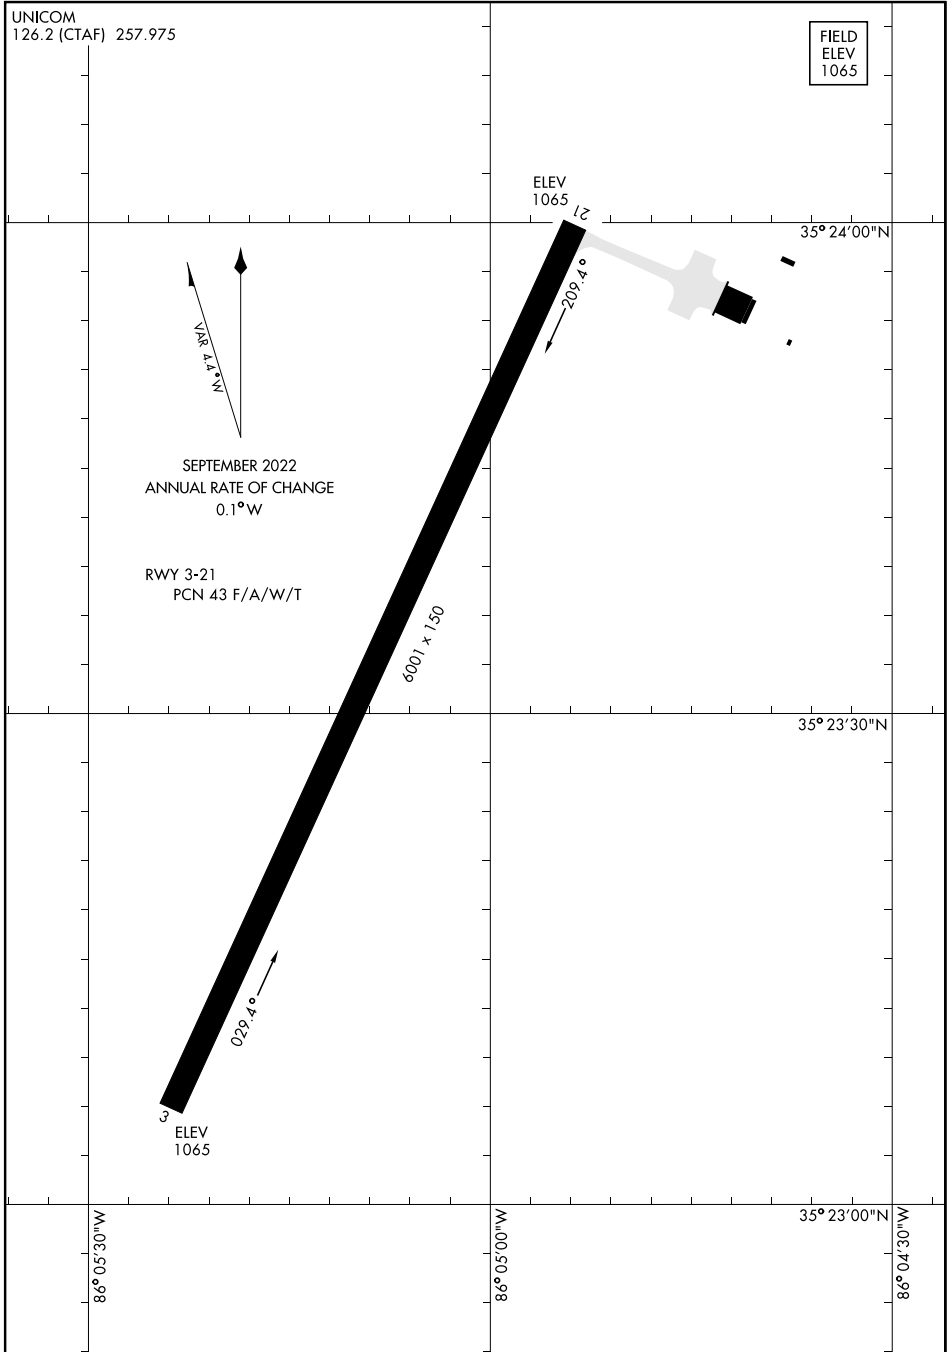 UNICOM
126.2 (CTAF) 257.975
FIELD
ELEV
1065
ELEV
1065
21
35° 24'00"N
209.4°
VAR 4.4°W
SEPTEMBER 2022
ANNUAL RATE OF CHANGE
0.1°W
RWY 3-21
PCN 43 F/A/W/T
6001 x 150
35° 23'30"N
029.4°
3
ELEV
1065
35° 23'00"N
86° 05'30"W
86° 05'00"W
86° 04'30"W